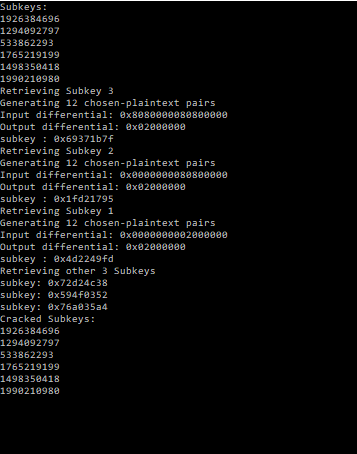 Subkeys:
1926384696
1294092797
533862293
1765219199
1498350418
1990210980
Retrieving Subkey 3
Generating 12 chosen-plaintext pairs
Input differential: 0x8080000080800000
Output differential: 0x02000000
subkey : 0x69371b7f
Retrieving Subkey 2
Generating 12 chosen-plaintext pairs
Input differential: 0x0000000080800000
Output differential: 0x02000000
subkey : 0x1fd21795
Retrieving Subkey 1
Generating 12 chosen-plaintext pairs
Input differential: 0x0000000002000000
Output differential: 0x02000000
subkey : 0x4d2249fd
Retrieving other 3 Subkeys
subkey: 0x72d24c38
subkey: 0x594f0352
subkey: 0x76a035a4
Cracked Subkeys:
1926384696
1294092797
533862293
1765219199
1498350418
1990210980